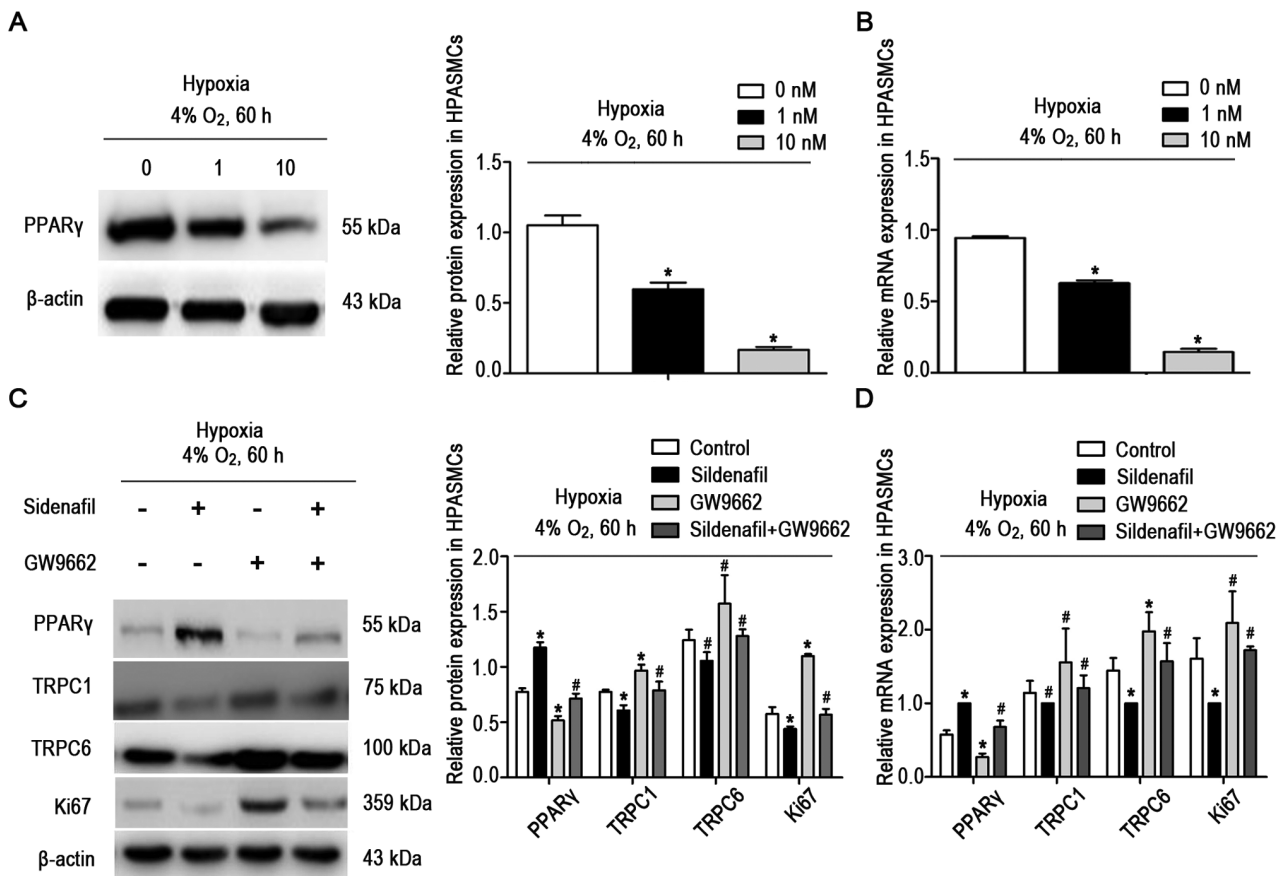 A
Hypoxia
4% O₂, 60 h
0 1 10
PPARγ 55 kDa
β-actin 43 kDa
Relative protein expression in HPASMCs
0 nM
1 nM
10 nM
Hypoxia
4% O₂, 60 h
1.5
1.0
0.5
0.0
*
*
B
Relative mRNA expression in HPASMCs
0 nM
1 nM
10 nM
Hypoxia
4% O₂, 60 h
1.5
1.0
0.5
0.0
*
*
C
Hypoxia
4% O₂, 60 h
Sidenafil - + - +
GW9662 - - + +
PPARγ 55 kDa
TRPC1 75 kDa
TRPC6 100 kDa
Ki67 359 kDa
β-actin 43 kDa
Relative protein expression in HPASMCs
Control
Sildenafil
GW9662
Sildenafil+GW9662
Hypoxia
4% O₂, 60 h
2.0
1.5
1.0
0.5
0.0
* * # * * # # # # * * #
PPARγ TRPC1 TRPC6 Ki67
D
Relative mRNA expression in HPASMCs
Control
Sildenafil
GW9662
Sildenafil+GW9662
Hypoxia
4% O₂, 60 h
3.0
2.0
1.0
0.0
* * # # # # * * # * # #
PPARγ TRPC1 TRPC6 Ki67